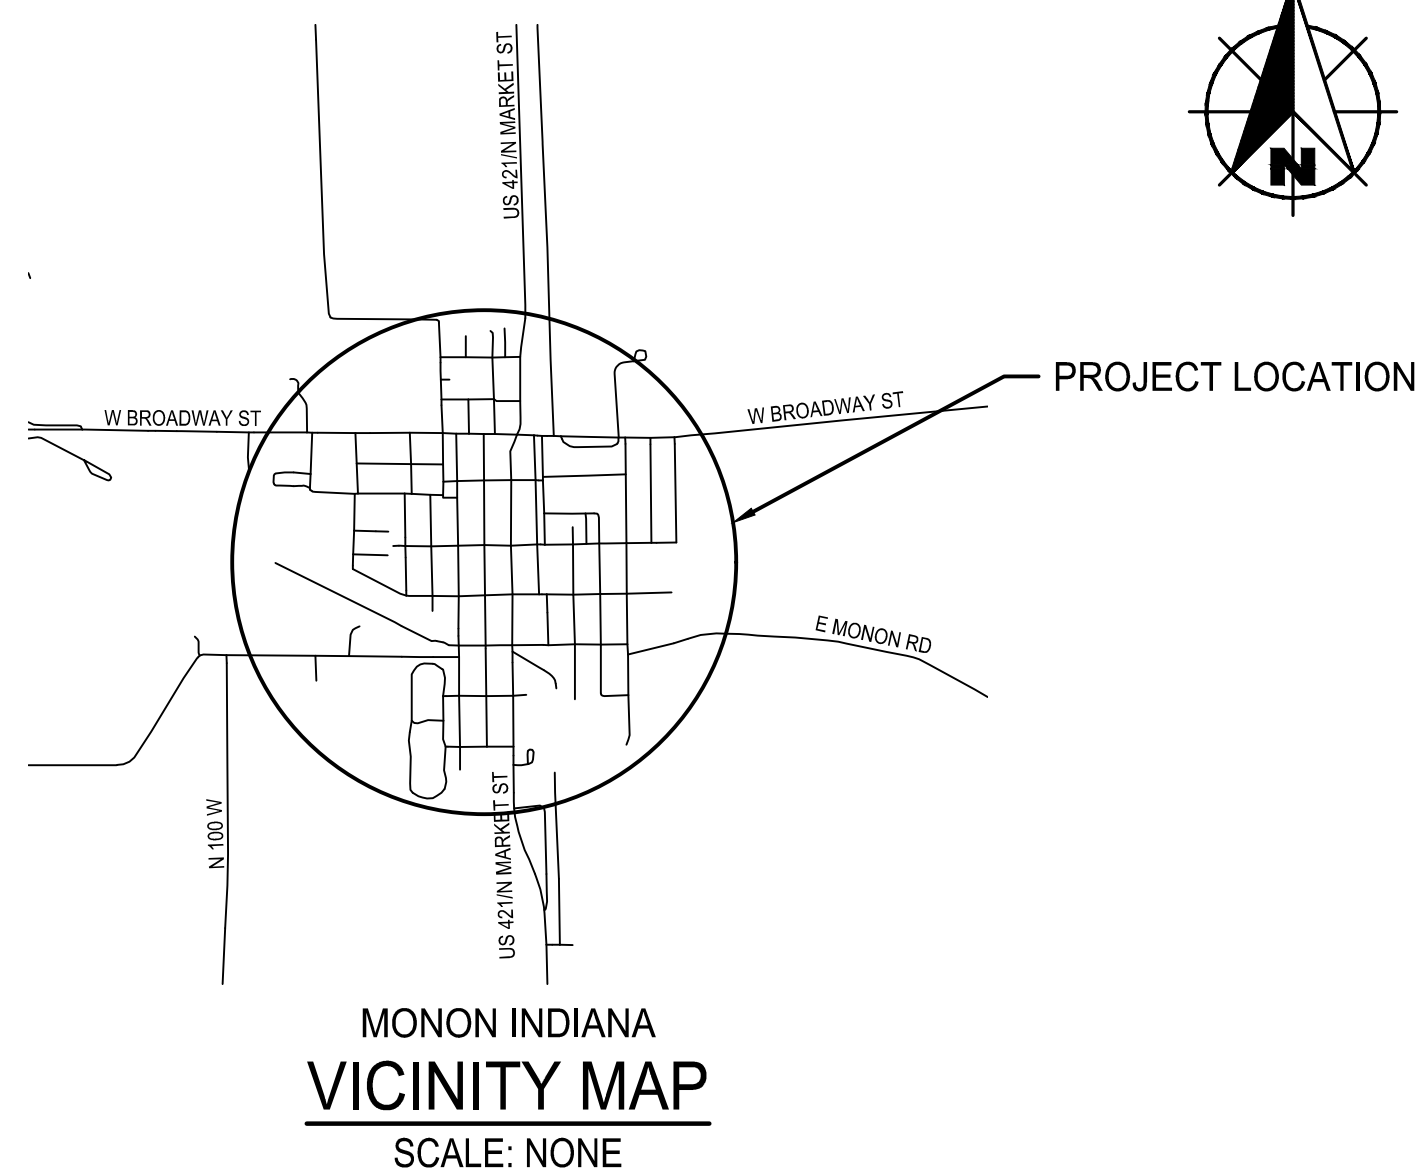 US 421/N MARKET ST
N
PROJECT LOCATION
W BROADWAY ST
W BROADWAY ST
E MONON RD
N 100 W
US 421/N MARKET ST
MONON INDIANA
VICINITY MAP
SCALE: NONE